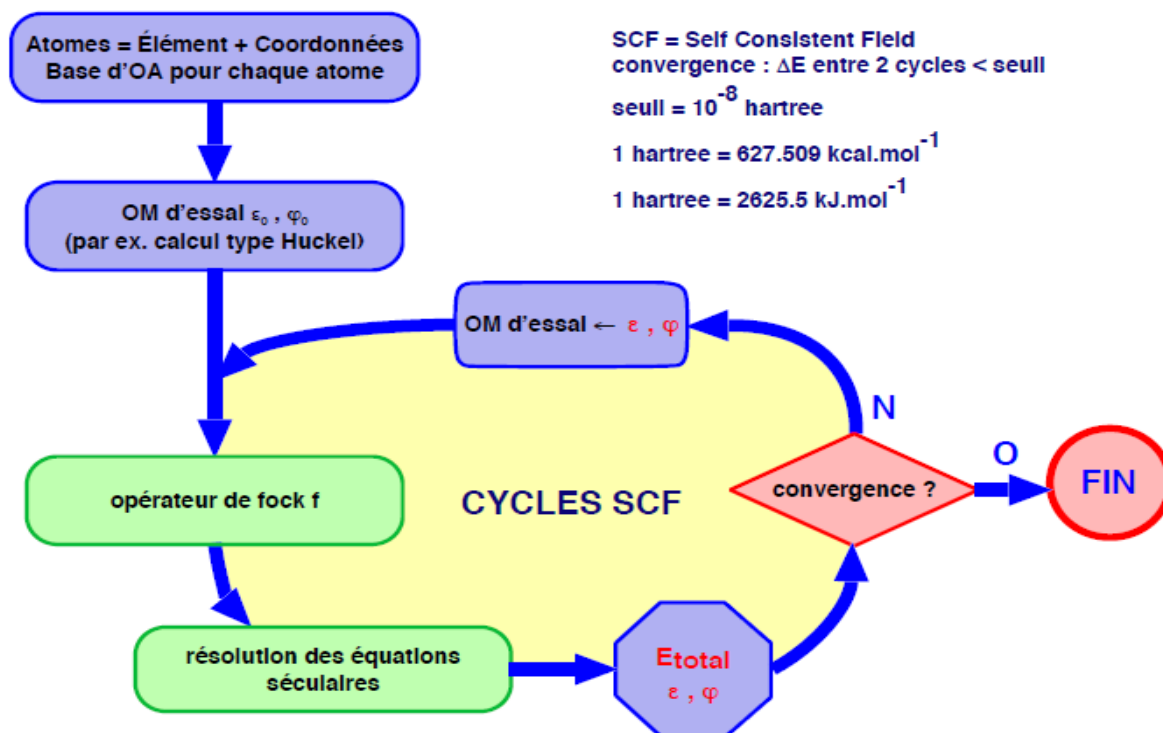 Atomes = Élément + Coordonnées
Base d'OA pour chaque atome
SCF = Self Consistent Field
convergence : ΔE entre 2 cycles < seuil
seuil = 10⁻⁸ hartree
1 hartree = 627.509 kcal.mol⁻¹
1 hartree = 2625.5 kJ.mol⁻¹
OM d'essai ε₀ , φ₀
(par ex. calcul type Huckel)
OM d'essai ← ε , φ
N
opérateur de fock f
CYCLES SCF
convergence ?
O
FIN
résolution des équations
séculaires
Etotal
ε , φ